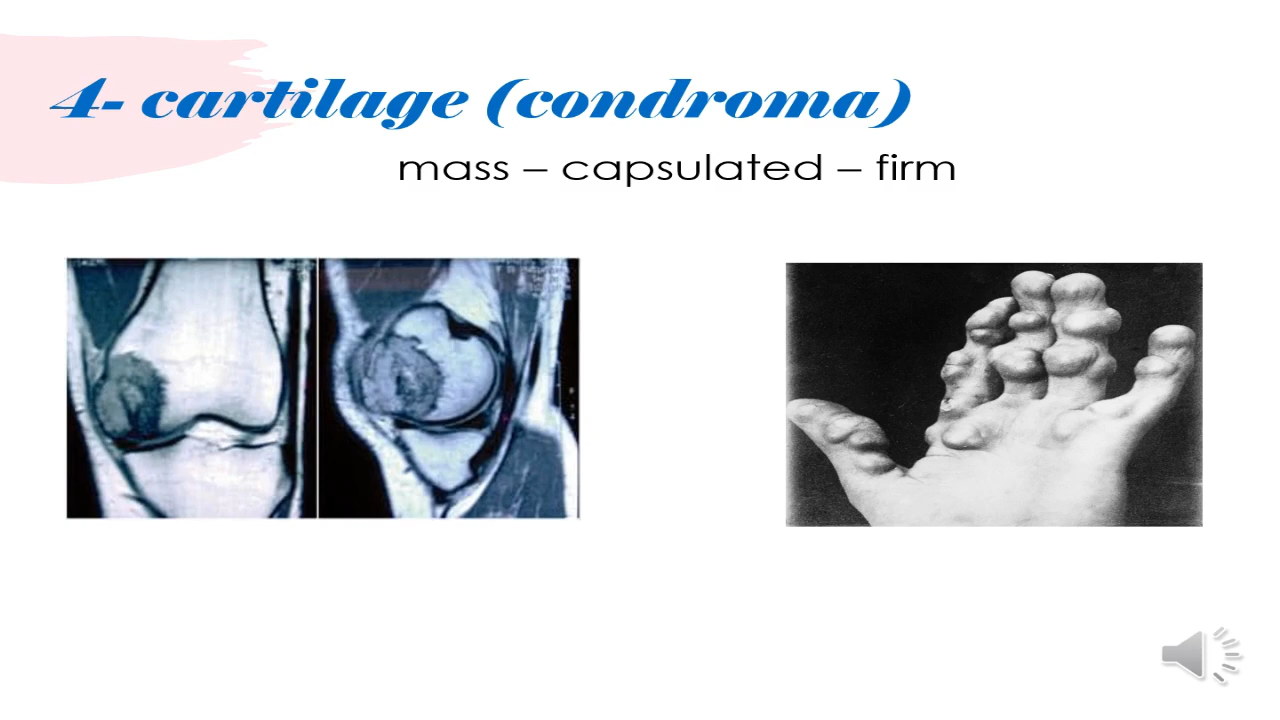 4- cartilage (condroma)
mass – capsulated – firm